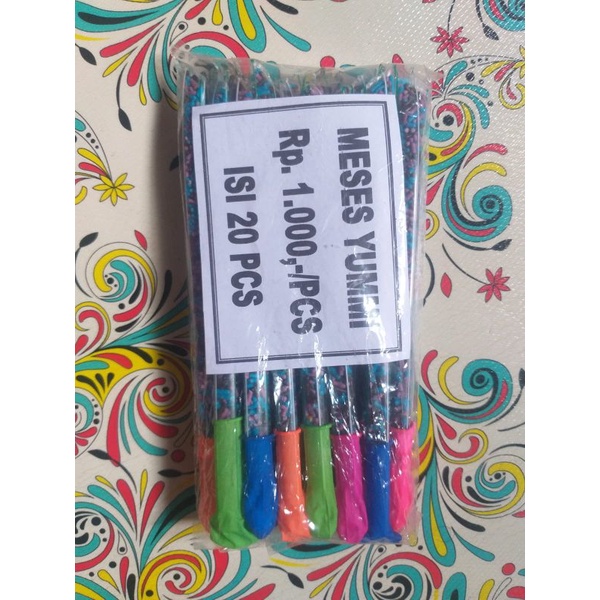 MESES YUMMI
Rp. 1.000,-/PCS
ISI 20 PCS